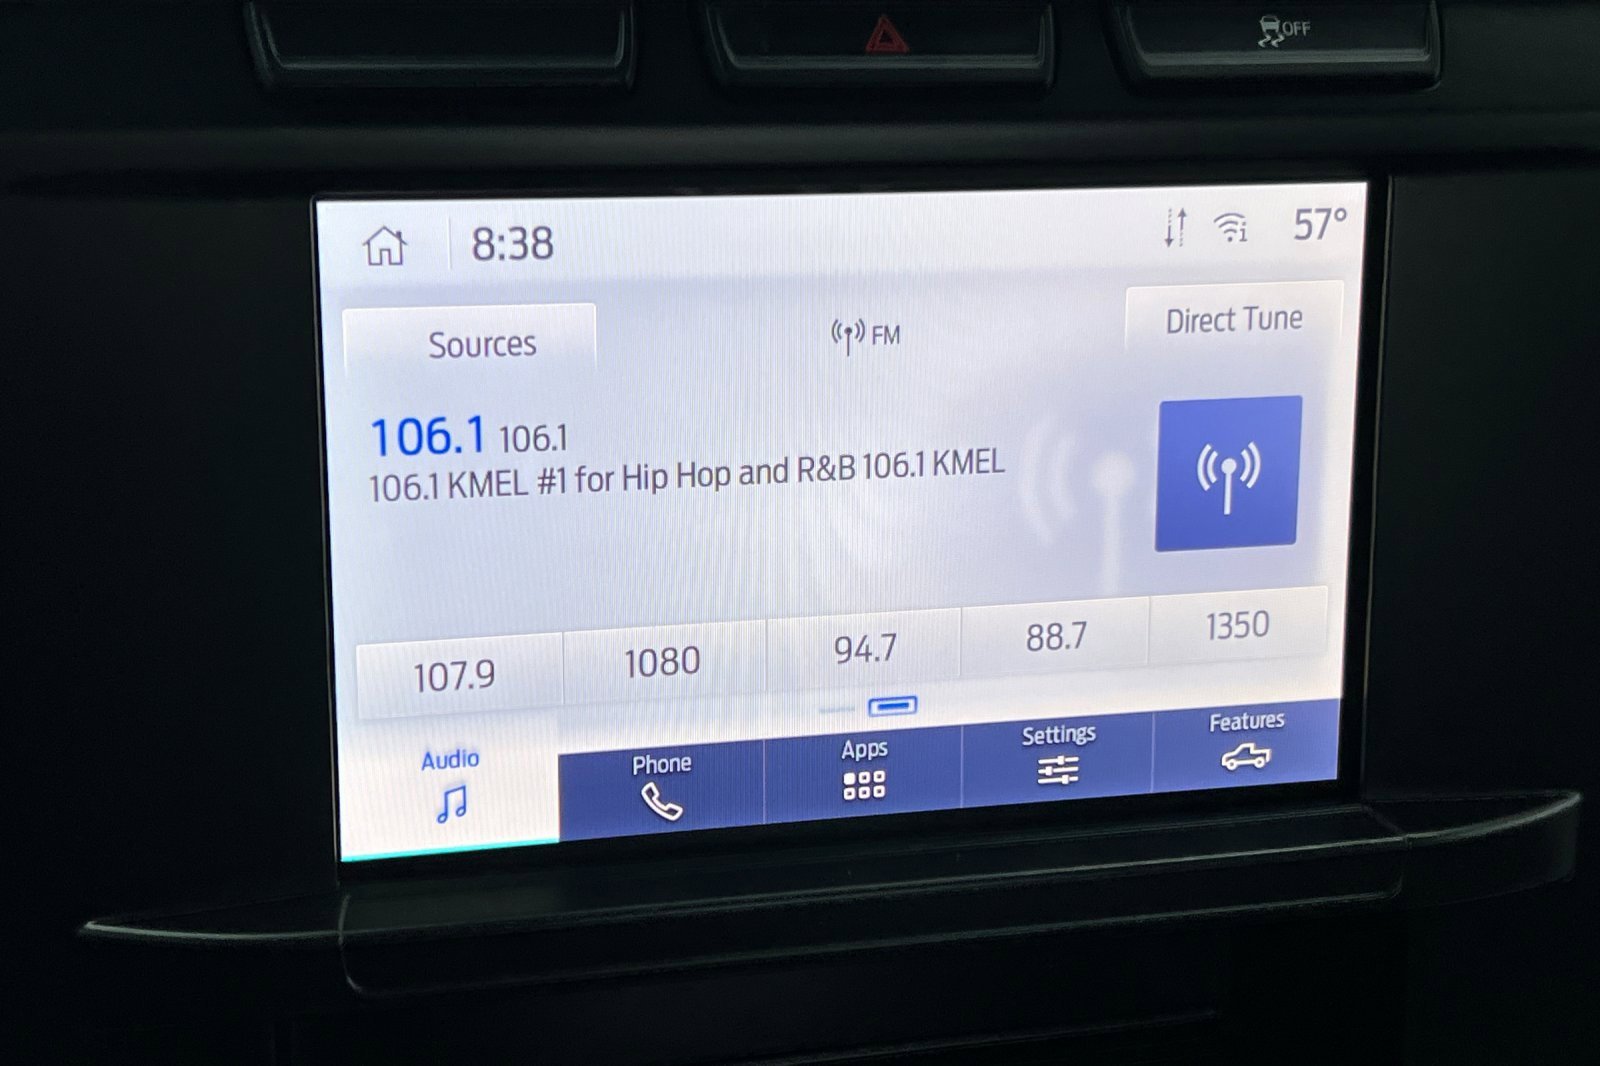 OFF
8:38
57°
Sources
FM
Direct Tune
106.1 106.1
106.1 KMEL #1 for Hip Hop and R&B 106.1 KMEL
107.9
1080
94.7
88.7
1350
Audio
Phone
Apps
Settings
Features